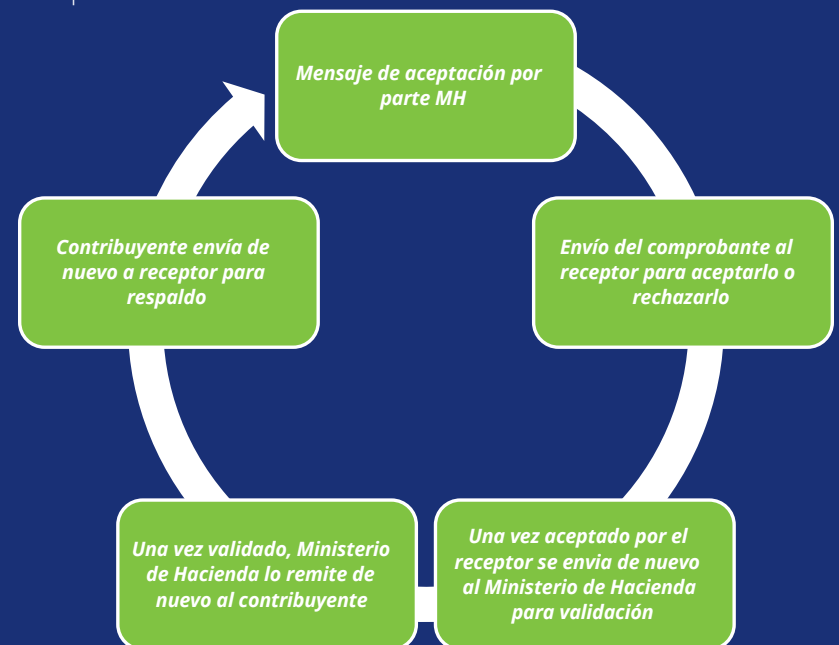 Mensaje de aceptación por
parte MH
Envío del comprobante al
receptor para aceptarlo o
rechazarlo
Una vez aceptado por el
receptor se envia de nuevo
al Ministerio de Hacienda
para validación
Una vez validado, Ministerio
de Hacienda lo remite de
nuevo al contribuyente
Contribuyente envía de
nuevo a receptor para
respaldo